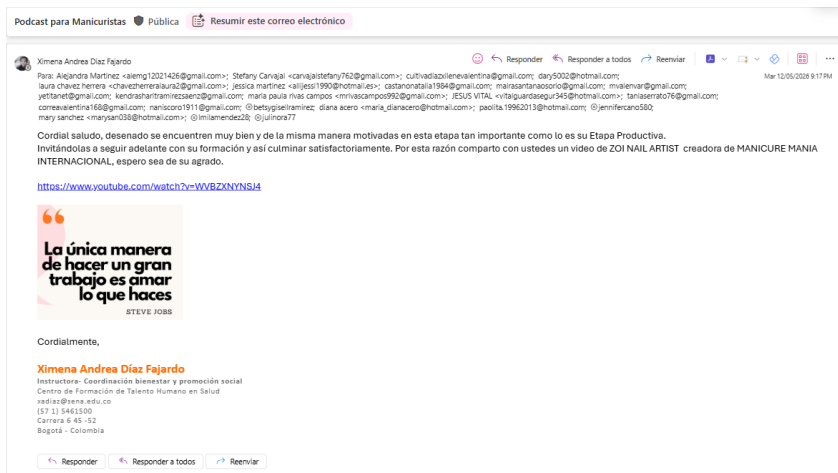 Podcast para Manicuristas Pública Resumir este correo electrónico
Ximena Andrea Diaz Fajardo
Responder Responder a todos Reenviar
Para: Alejandra Martinez <alemg12021426@gmail.com>; Stefany Carvajal <carvajalstefany762@gmail.com>; cuitivadiazxilenevalentina@gmail.com; dary5002@hotmail.com;
Mar 12/05/2026 9:17 PM
laura chavez herrera <chavezherreralaura2@gmail.com>; jessica martinez <allijessi1990@hotmail.es>; castanonatalia1984@gmail.com; mairasantanaosorio@gmail.com; mvalenvar@gmail.com;
yetitanet@gmail.com; kendrasharitramirezsaenz@gmail.com; maria paula rivas campos <mrivascampos992@gmail.com>; JESUS VITAL <vitalguardasegur345@hotmail.com>; taniaserrato76@gmail.com;
correavalentina168@gmail.com; naniscoro1911@gmail.com; betsygisellramirez; diana acero <maria_dianacero@hotmail.com>; paolita.19962013@hotmail.com; jennifercano580;
mary sanchez <marysan038@hotmail.com>; lmilamendez28; julinora77
Cordial saludo, desenado se encuentren muy bien y de la misma manera motivadas en esta etapa tan importante como lo es su Etapa Productiva.
Invitándolas a seguir adelante con su formación y así culminar satisfactoriamente. Por esta razón comparto con ustedes un video de ZOI NAIL ARTIST creadora de MANICURE MANIA
INTERNACIONAL, espero sea de su agrado.
https://www.youtube.com/watch?v=WVBZXNYNSJ4
La única manera
de hacer un gran
trabajo es amar
lo que haces
STEVE JOBS
Cordialmente,
Ximena Andrea Díaz Fajardo
Instructora- Coordinación bienestar y promoción social
Centro de Formación de Talento Humano en Salud
xadiaz@sena.edu.co
(57 1) 5461500
Carrera 6 45 -52
Bogotá - Colombia
Responder Responder a todos Reenviar